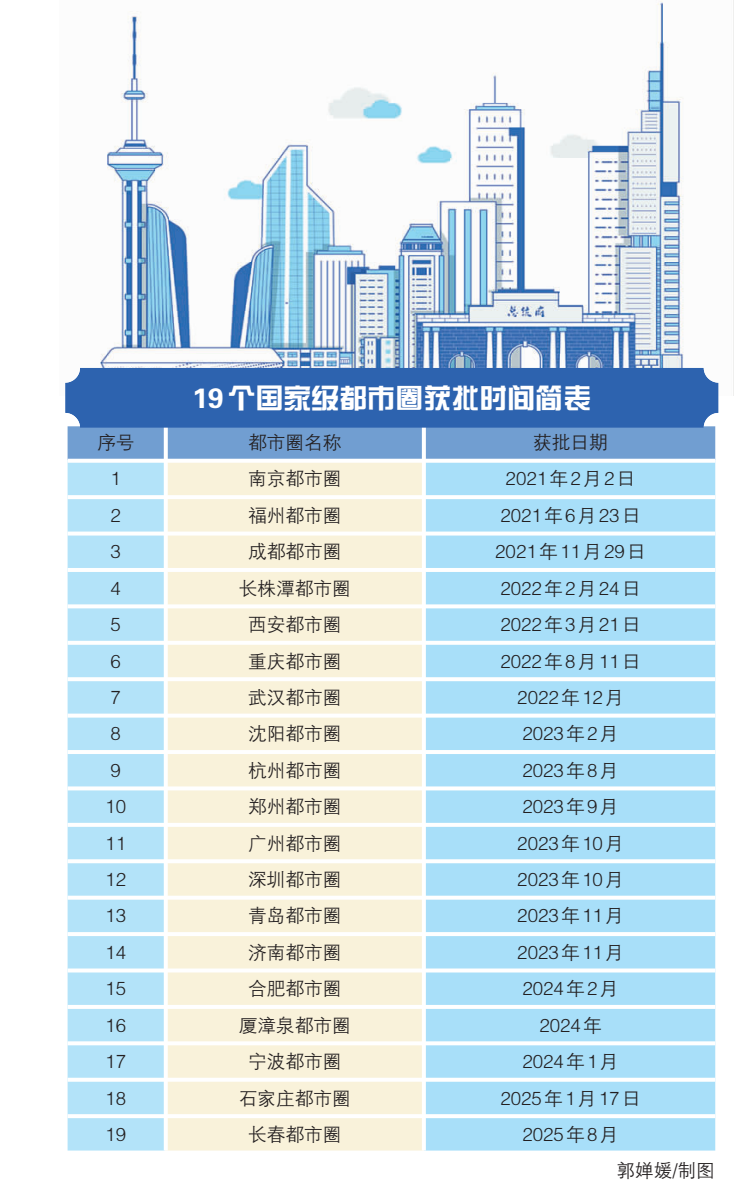 总统府
19个国家级都市圈获批时间简表
序号 都市圈名称 获批日期
1 南京都市圈 2021年2月2日
2 福州都市圈 2021年6月23日
3 成都都市圈 2021年11月29日
4 长株潭都市圈 2022年2月24日
5 西安都市圈 2022年3月21日
6 重庆都市圈 2022年8月11日
7 武汉都市圈 2022年12月
8 沈阳都市圈 2023年2月
9 杭州都市圈 2023年8月
10 郑州都市圈 2023年9月
11 广州都市圈 2023年10月
12 深圳都市圈 2023年10月
13 青岛都市圈 2023年11月
14 济南都市圈 2023年11月
15 合肥都市圈 2024年2月
16 厦漳泉都市圈 2024年
17 宁波都市圈 2024年1月
18 石家庄都市圈 2025年1月17日
19 长春都市圈 2025年8月
郭婵媛/制图